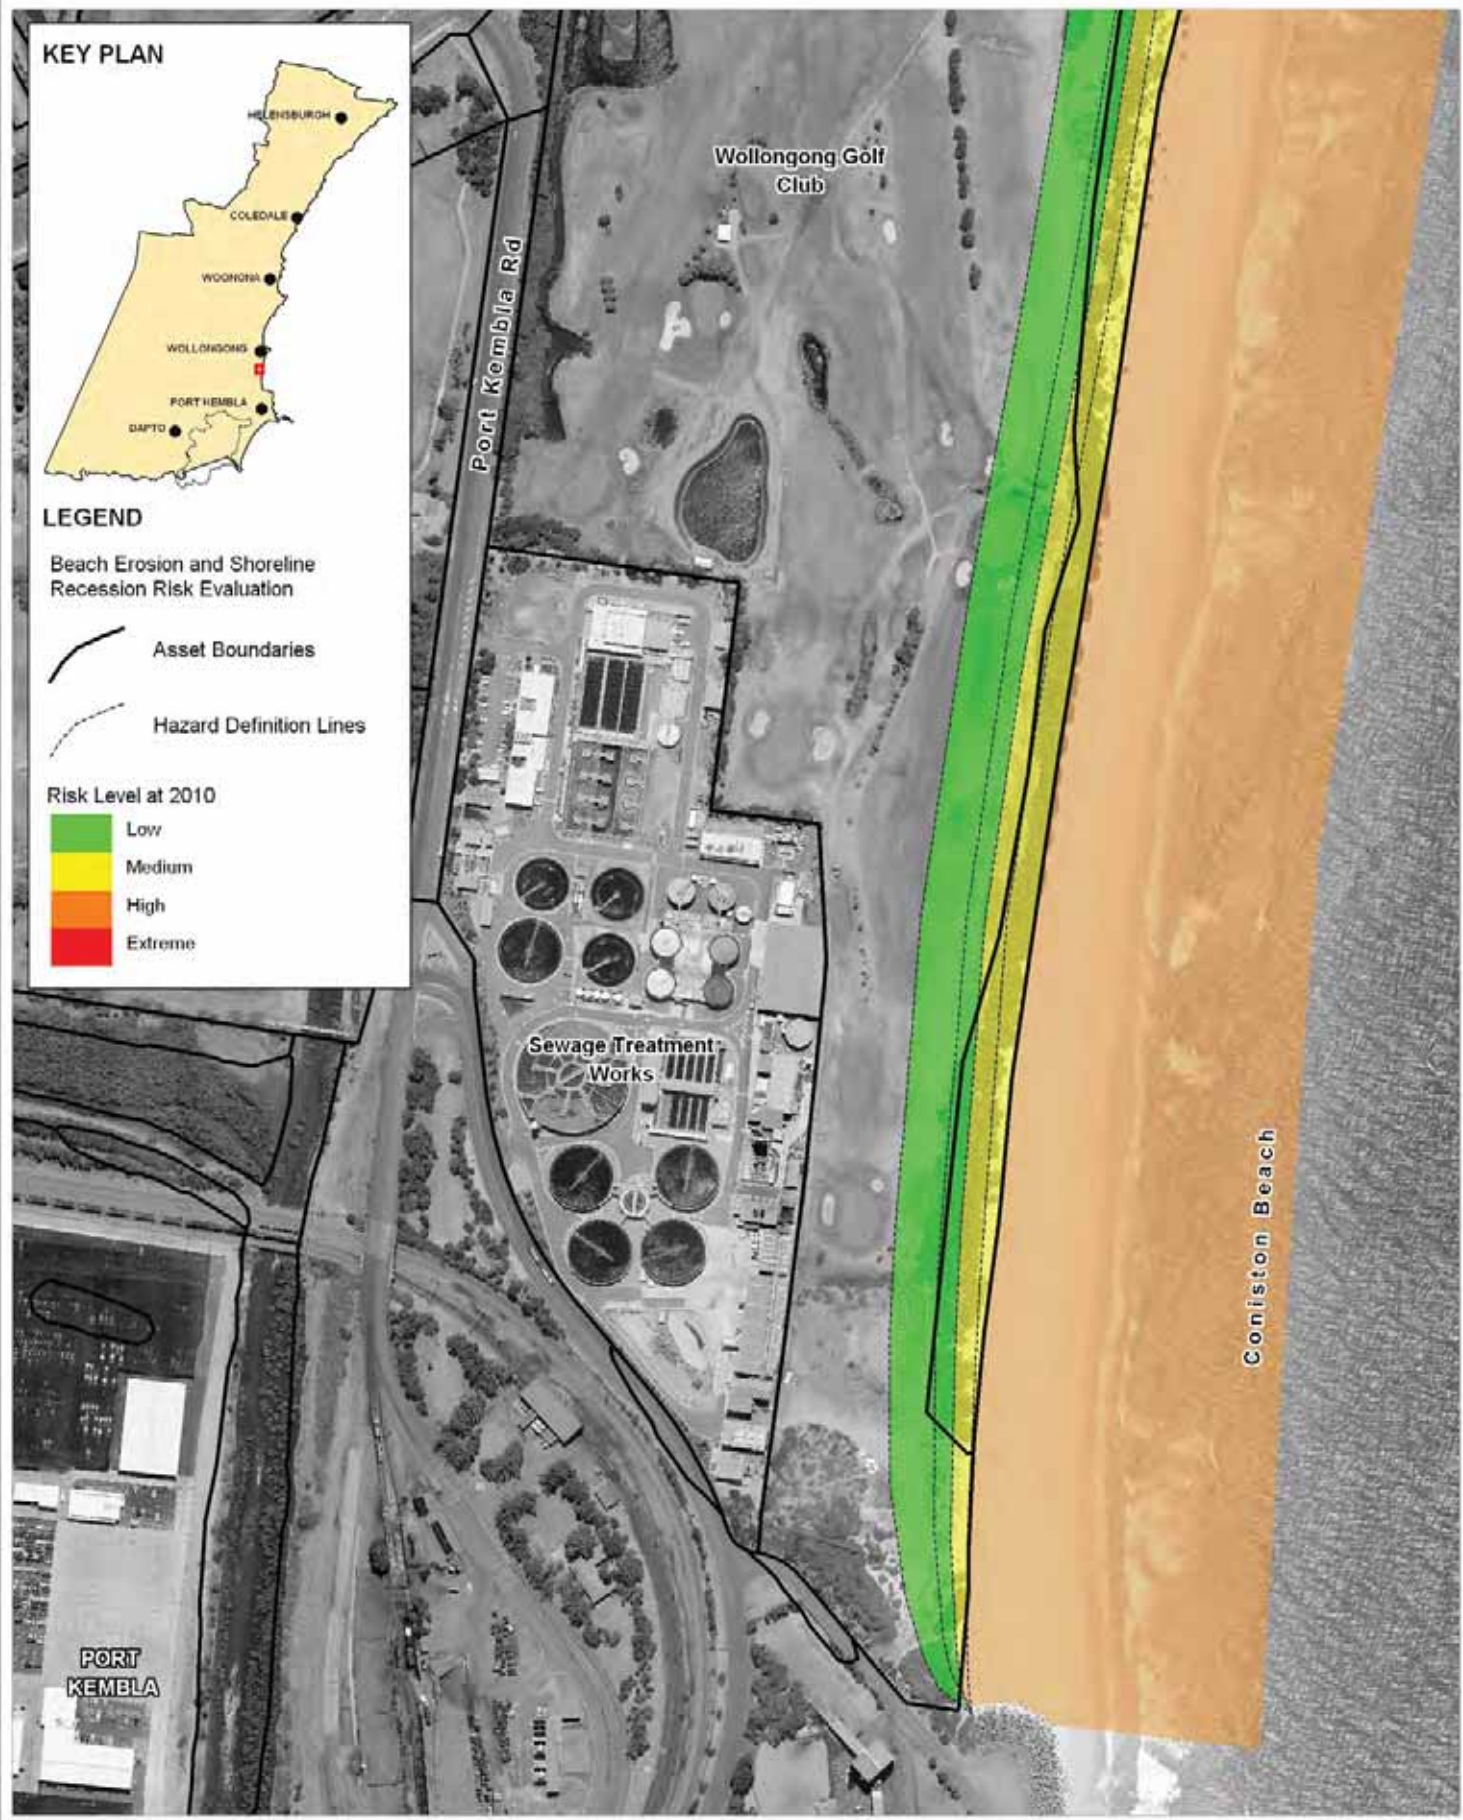 KEY PLAN
HELENSBURGH
COLEDALE
WOONONA
WOLLONGONG
PORT KEMBLA
DAPTO
LEGEND
Beach Erosion and Shoreline
Recession Risk Evaluation
Asset Boundaries
Hazard Definition Lines
Risk Level at 2010
Low
Medium
High
Extreme
Wollongong Golf
Club
Port Kembla Rd
Sewage Treatment
Works
Coniston Beach
PORT
KEMBLA